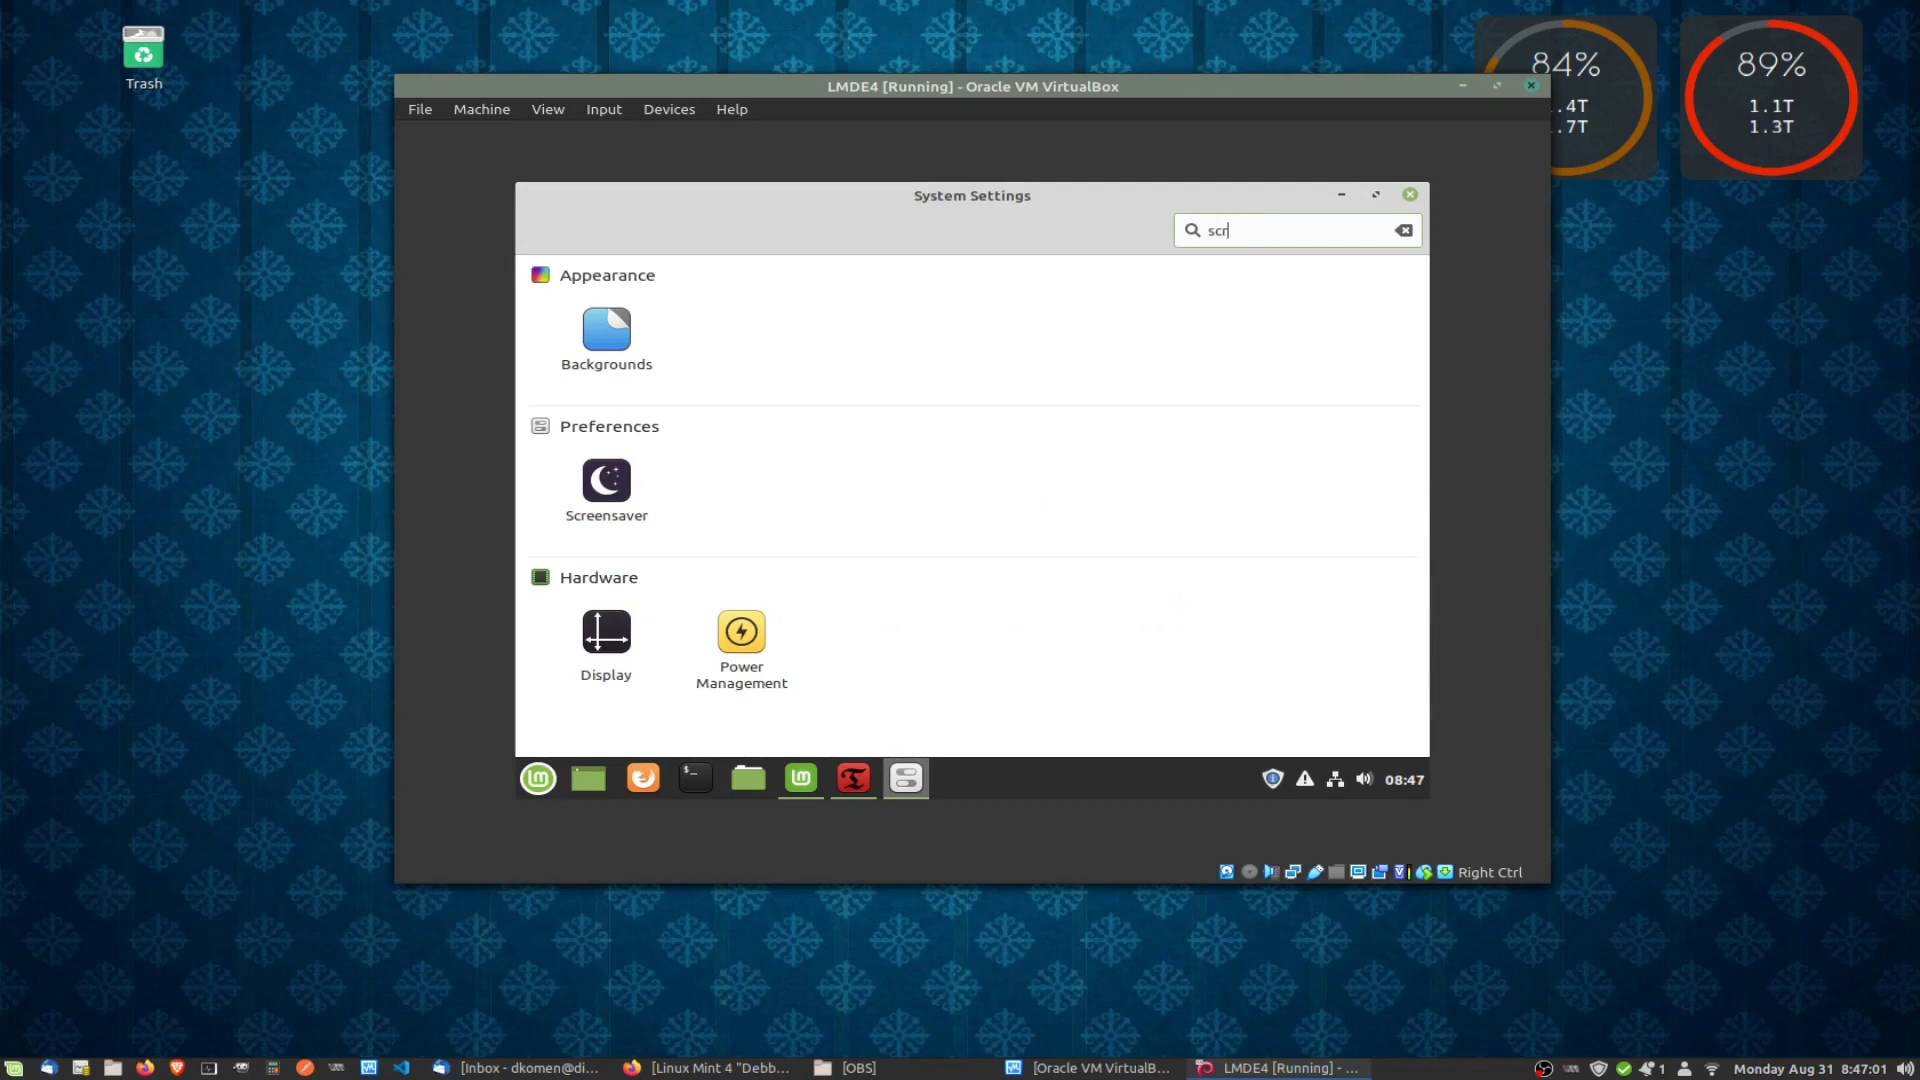 Trash
84%
.4T
.7T
89%
1.1T
1.3T
LMDE4 [Running] - Oracle VM VirtualBox
File Machine View Input Devices Help
System Settings
scr
Appearance
Backgrounds
Preferences
Screensaver
Hardware
Display
Power
Management
$_
08:47
Right Ctrl
[Inbox - dkomen@di...
[Linux Mint 4 "Debb...
[OBS]
[Oracle VM VirtualB...
LMDE4 [Running] - ...
1
Monday Aug 31 8:47:01